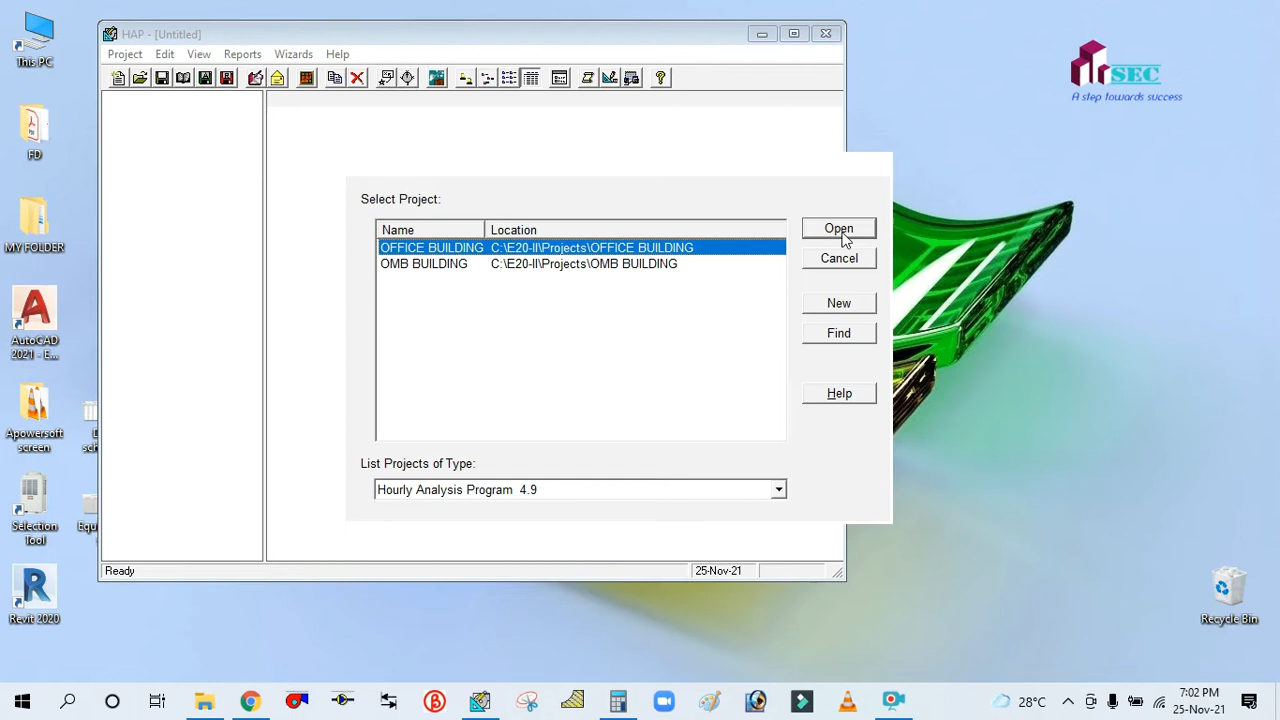 This PC
FD
MY FOLDER
AutoCAD
2021 - E...
Apowersoft
screen
Selection
Tool
Revit 2020
HAP - [Untitled]
Project Edit View Reports Wizards Help
Select Project:
Name Location
OFFICE BUILDING C:\E20-II\Projects\OFFICE BUILDING
OMB BUILDING C:\E20-II\Projects\OMB BUILDING
Open
Cancel
New
Find
Help
List Projects of Type:
Hourly Analysis Program 4.9
Ready 25-Nov-21
SEC
A step towards success
Recycle Bin
28°C
7:02 PM
25-Nov-21